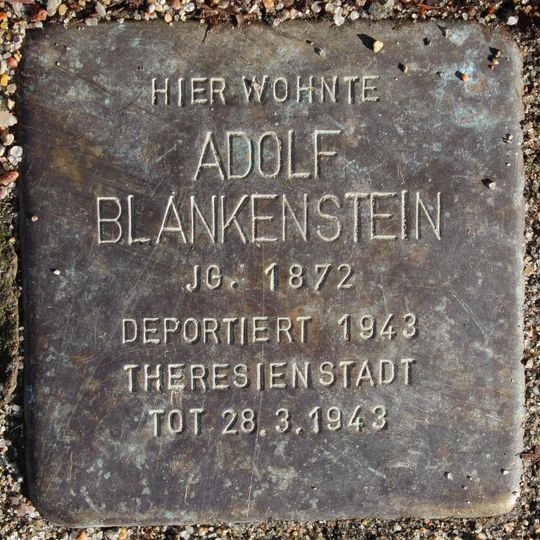 HIER WOHNTE
ADOLF
BLANKENSTEIN
JG. 1872
DEPORTIERT 1943
THERESIENSTADT
TOT 28.3.1943